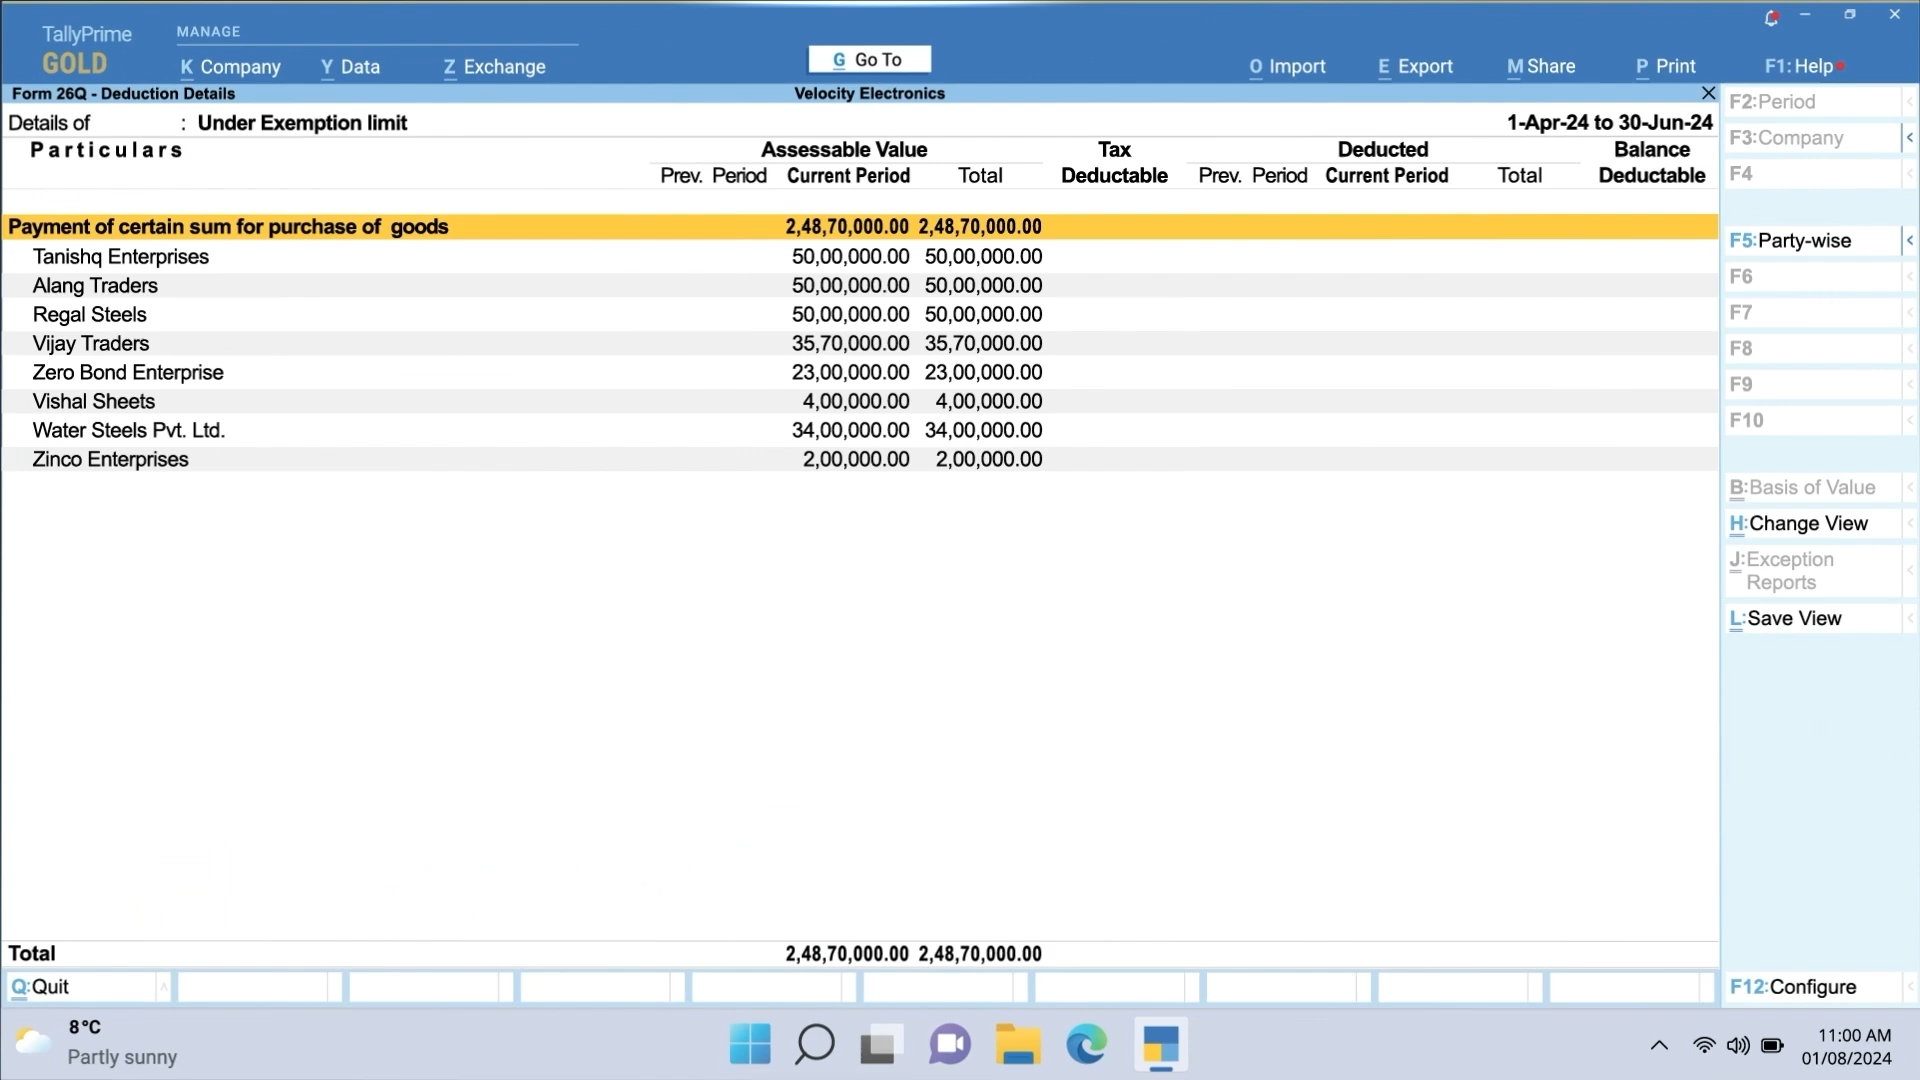 TallyPrime
GOLD
MANAGE
K Company
Y Data
Z Exchange
G Go To
O Import
E Export
M Share
P Print
F1:Help
Form 26Q - Deduction Details
Velocity Electronics
Details of : Under Exemption limit
1-Apr-24 to 30-Jun-24
Particulars
Assessable Value
Tax
Deducted
Balance
Prev. Period Current Period Total Deductable Prev. Period Current Period Total Deductable
Payment of certain sum for purchase of goods 2,48,70,000.00 2,48,70,000.00
Tanishq Enterprises 50,00,000.00 50,00,000.00
Alang Traders 50,00,000.00 50,00,000.00
Regal Steels 50,00,000.00 50,00,000.00
Vijay Traders 35,70,000.00 35,70,000.00
Zero Bond Enterprise 23,00,000.00 23,00,000.00
Vishal Sheets 4,00,000.00 4,00,000.00
Water Steels Pvt. Ltd. 34,00,000.00 34,00,000.00
Zinco Enterprises 2,00,000.00 2,00,000.00
Total 2,48,70,000.00 2,48,70,000.00
Q:Quit
F2:Period
F3:Company
F4
F5:Party-wise
F6
F7
F8
F9
F10
B:Basis of Value
H:Change View
J:Exception
Reports
L:Save View
F12:Configure
8°C
Partly sunny
11:00 AM
01/08/2024